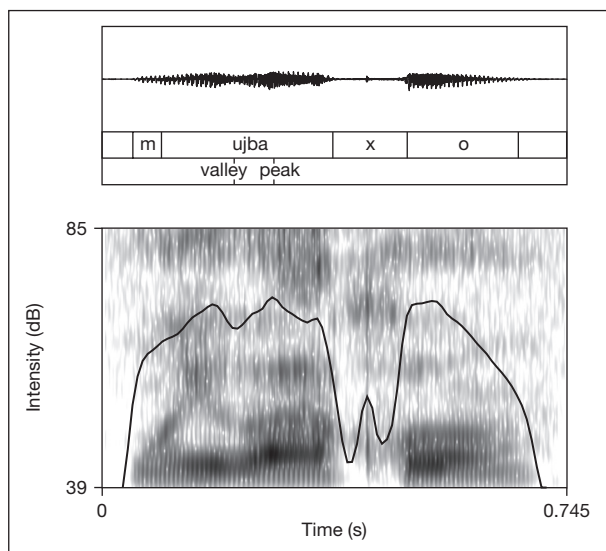 m ujba x o
valley peak
85
Intensity (dB)
39
0 0.745
Time (s)